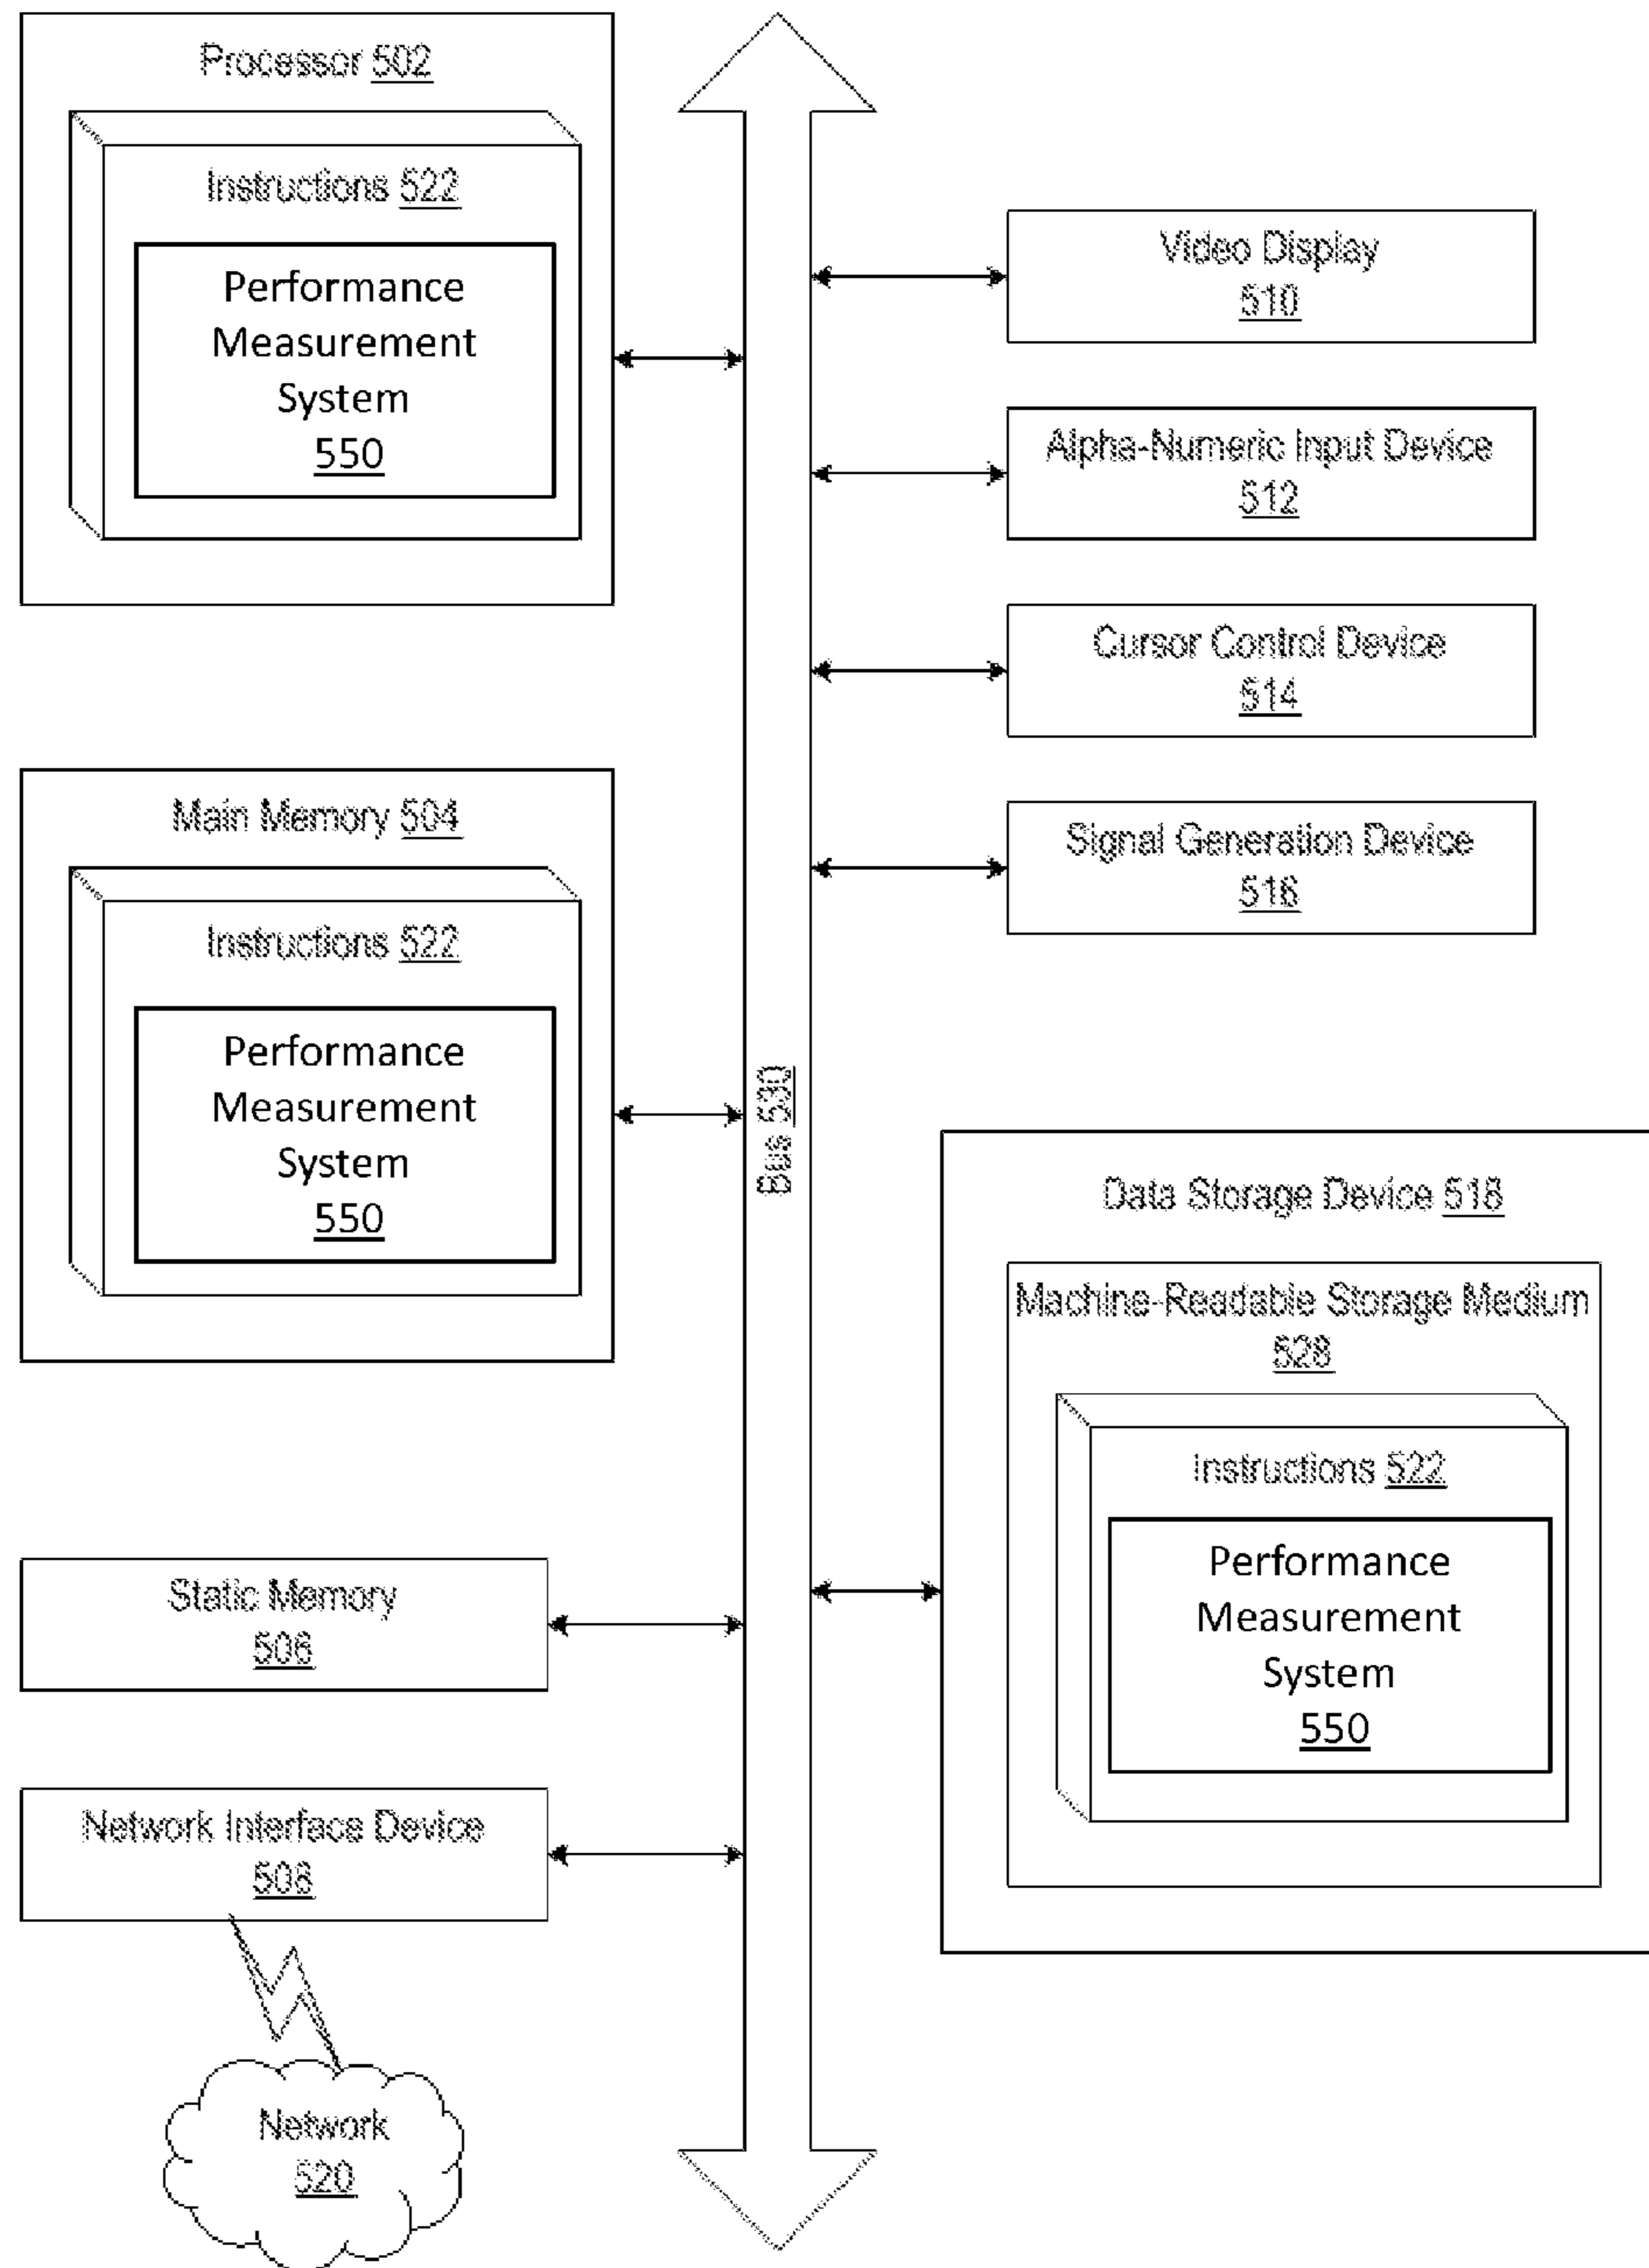 Processor 502
Instructions 522
Performance
Measurement
System
550
Video Display
510
Alpha-Numeric Input Device
512
Cursor Control Device
514
Signal Generation Device
516
Main Memory 504
Instructions 522
Performance
Measurement
System
550
Bus 530
Data Storage Device 518
Machine-Readable Storage Medium
528
Instructions 522
Performance
Measurement
System
550
Static Memory
506
Network Interface Device
508
Network
520